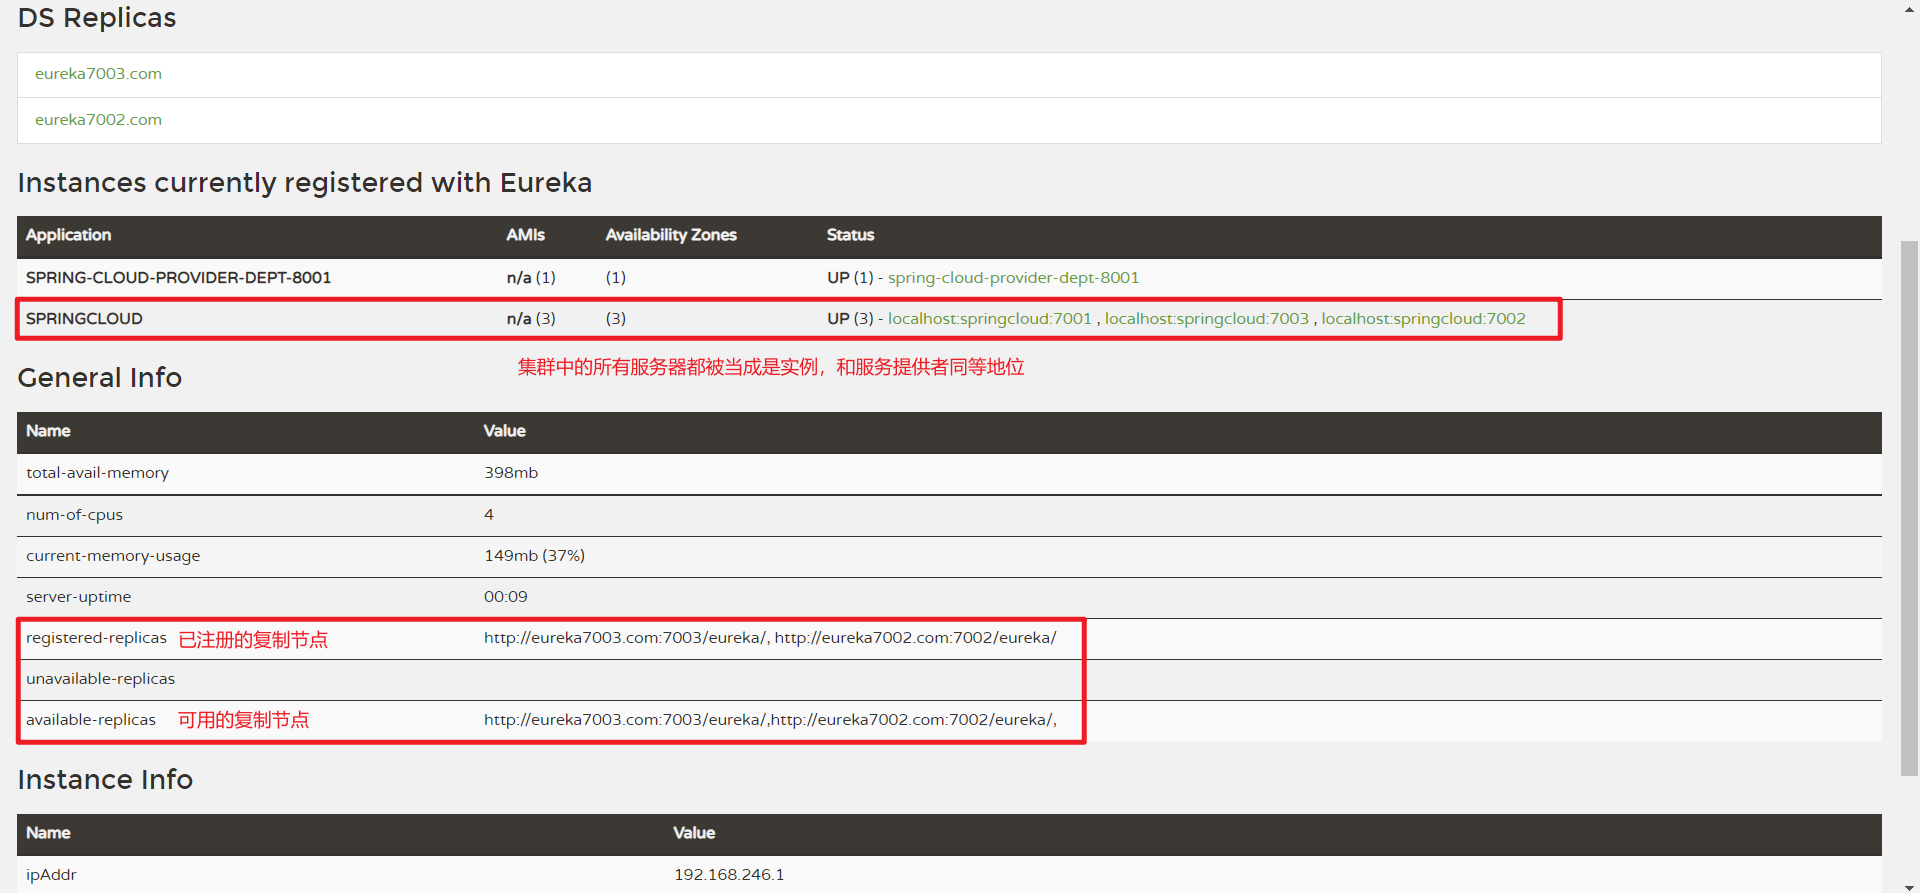 DS Replicas
eureka7003.com
eureka7002.com
Instances currently registered with Eureka
Application AMIs Availability Zones Status
SPRING-CLOUD-PROVIDER-DEPT-8001 n/a (1) (1) UP (1) - spring-cloud-provider-dept-8001
SPRINGCLOUD n/a (3) (3) UP (3) - localhost:springcloud:7001 , localhost:springcloud:7003 , localhost:springcloud:7002
集群中的所有服务器都被当成是实例，和服务提供者同等地位
General Info
Name Value
total-avail-memory 398mb
num-of-cpus 4
current-memory-usage 149mb (37%)
server-uptime 00:09
registered-replicas 已注册的复制节点 http://eureka7003.com:7003/eureka/, http://eureka7002.com:7002/eureka/
unavailable-replicas
available-replicas 可用的复制节点 http://eureka7003.com:7003/eureka/,http://eureka7002.com:7002/eureka/,
Instance Info
Name Value
ipAddr 192.168.246.1